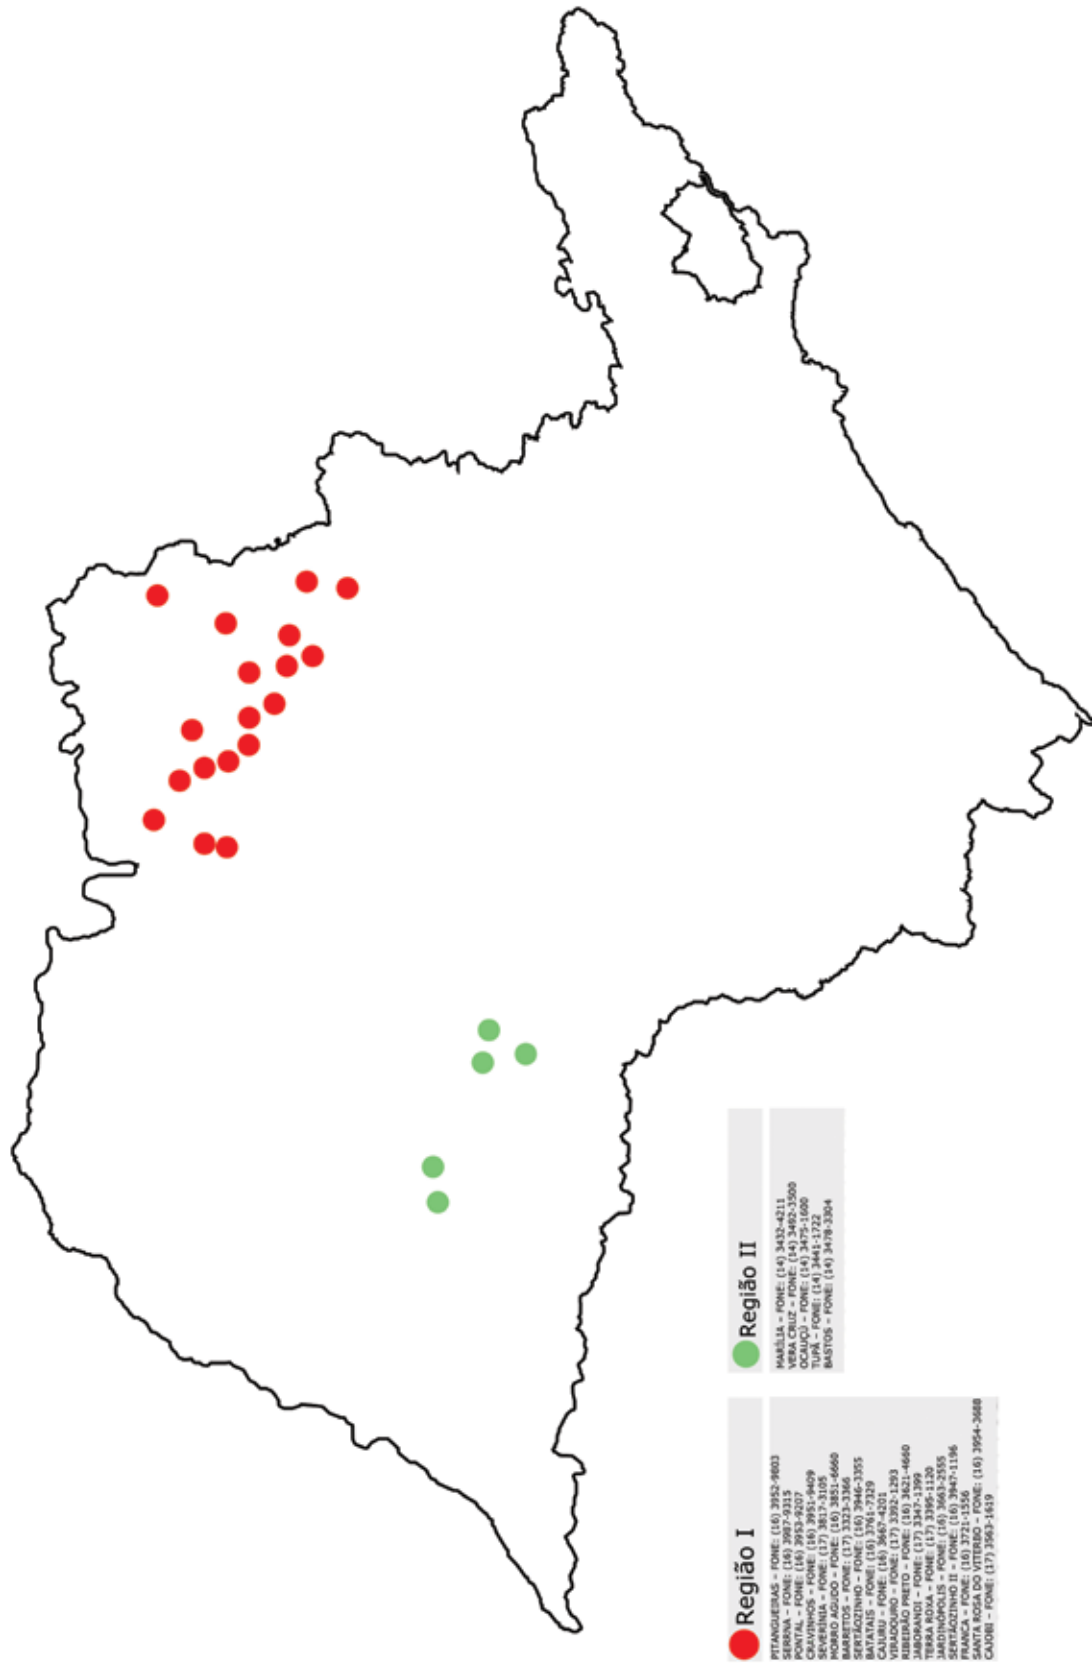 Região I
PITANGUEIRAS – FONE: (16) 3952-9803
SERRNA – FONE: (16) 3987-9315
PONTAL – FONE: (16) 3953-9207
CRAVINHOS – FONE: (16) 3951-9409
SEVERÍNIA – FONE: (17) 3817-3105
MORRO AGUDO – FONE: (16) 3851-6660
BARRETOS – FONE: (17) 3323-3366
SERTÃOZINHO – FONE: (16) 3946-3355
BATATAIS – FONE: (16) 3761-7329
CAJURU – FONE: (16) 3667-4201
VIRADOURO – FONE: (17) 3392-1293
RIBEIRÃO PRETO – FONE: (16) 3621-4660
JABORANDI – FONE: (17) 3347-1399
TERRA ROXA – FONE: (17) 3395-1120
JARDINÓPOLIS – FONE: (16) 3663-2555
SERTÃOZINHO II – FONE: (16) 3947-1196
FRANCA – FONE: (16) 3721-1556
SANTA ROSA DO VITERBO – FONE: (16) 3954-3688
CAJOBI – FONE: (17) 3563-1619
Região II
MARÍLIA – FONE: (14) 3432-4211
VERA CRUZ – FONE: (14) 3492-3500
OCAUÇÚ – FONE: (14) 3475-1600
TUPÃ – FONE: (14) 3441-1722
BASTOS – FONE: (14) 3478-3304